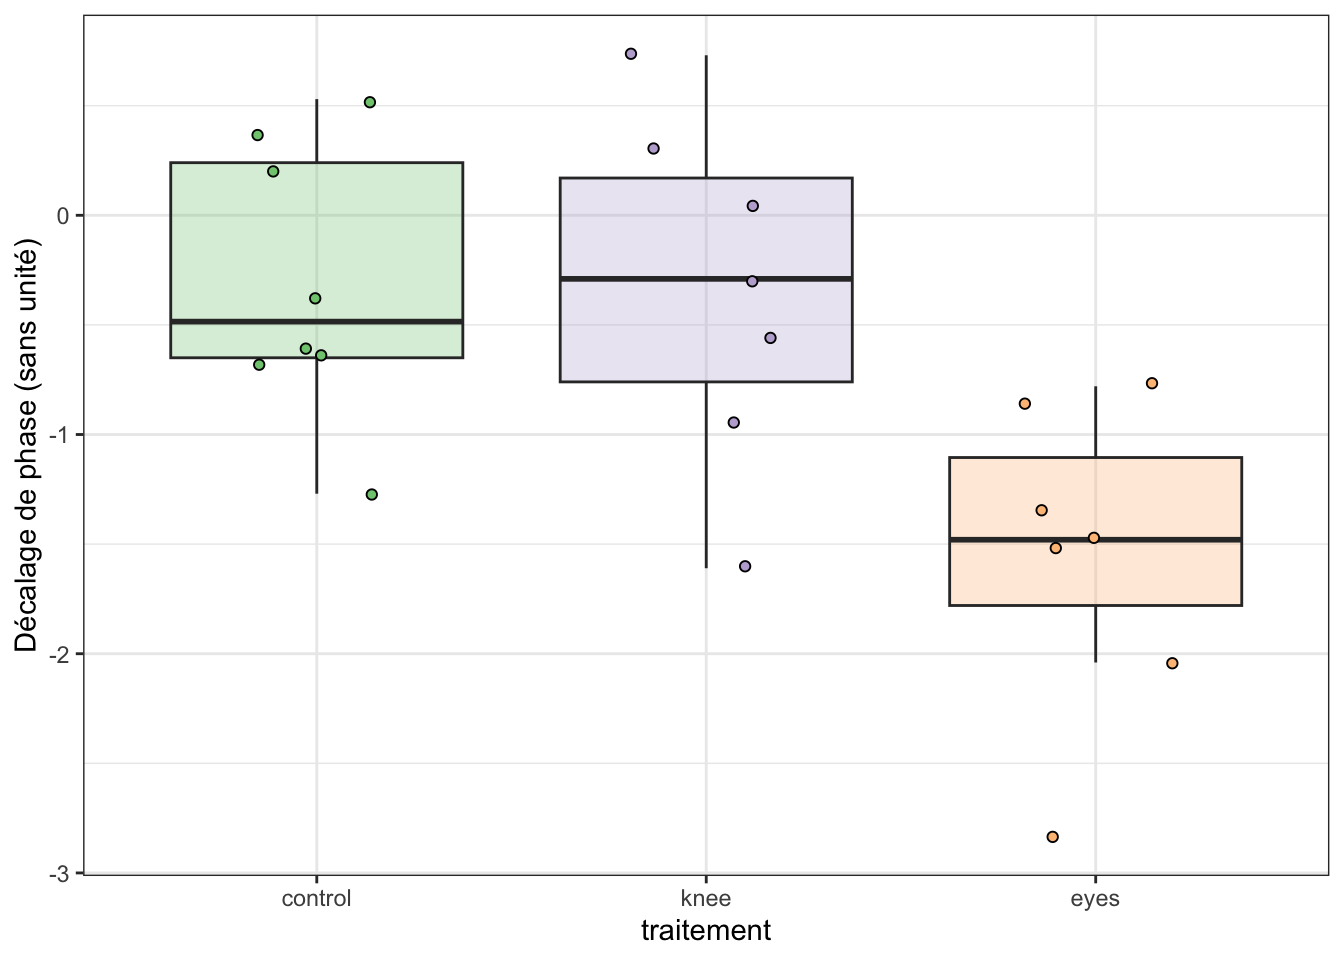 Décalage de phase (sans unité)
0
-1
-2
-3
control
knee
eyes
traitement